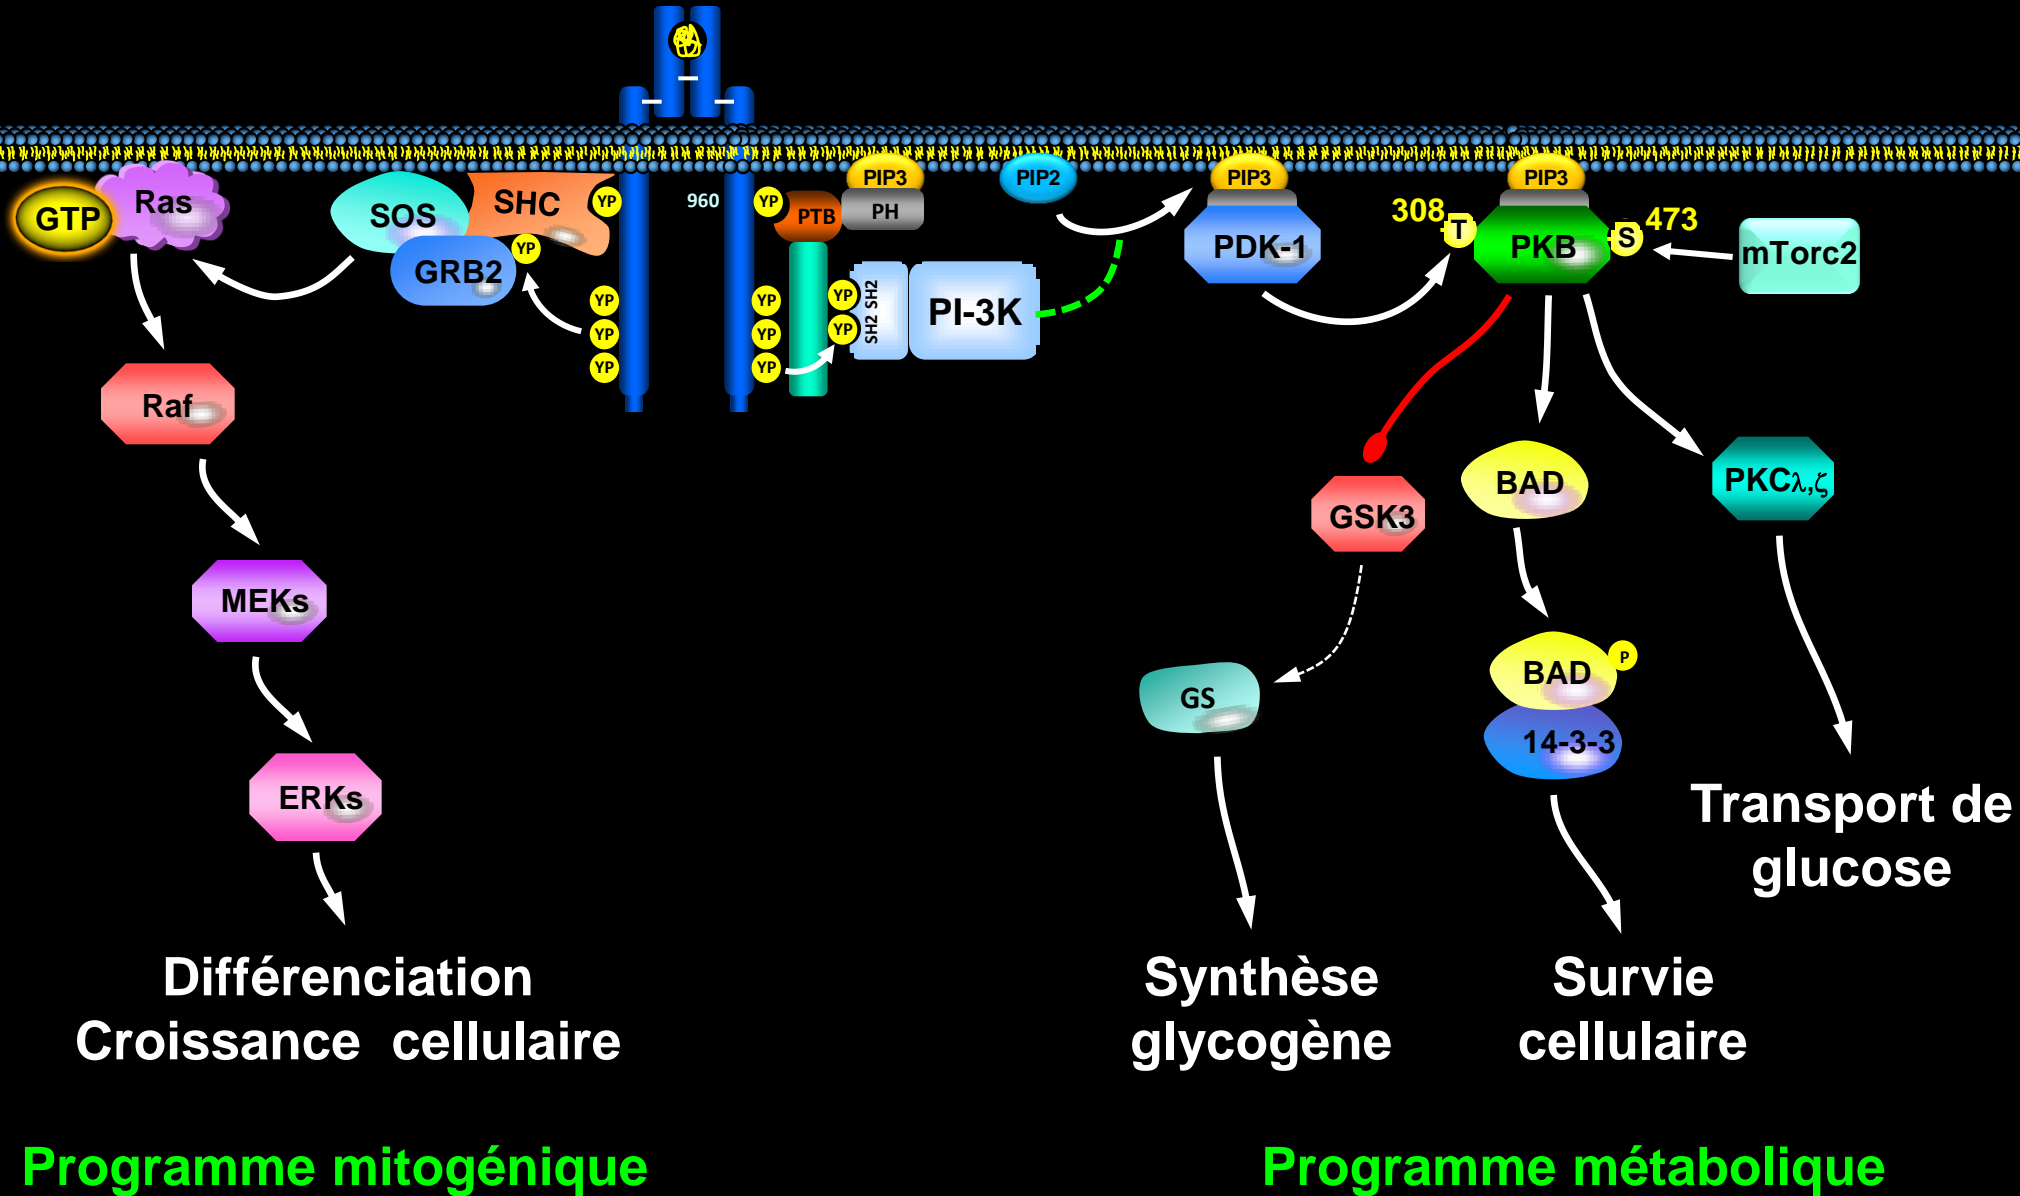 GTP
Ras
SOS
SHC
YP
GRB2
YP
YP
YP
YP
960
YP
PTB
PIP3
PH
YP
YP
YP
YP
YP
SH2 SH2
PI-3K
PIP2
PIP3
PDK-1
PIP3
308
T
PKB
S
473
mTorc2
Raf
MEKs
ERKs
GSK3
BAD
PKCλ,ζ
GS
BAD
P
14-3-3
Différenciation
Croissance cellulaire
Synthèse
glycogène
Survie
cellulaire
Transport de
glucose
Programme mitogénique
Programme métabolique